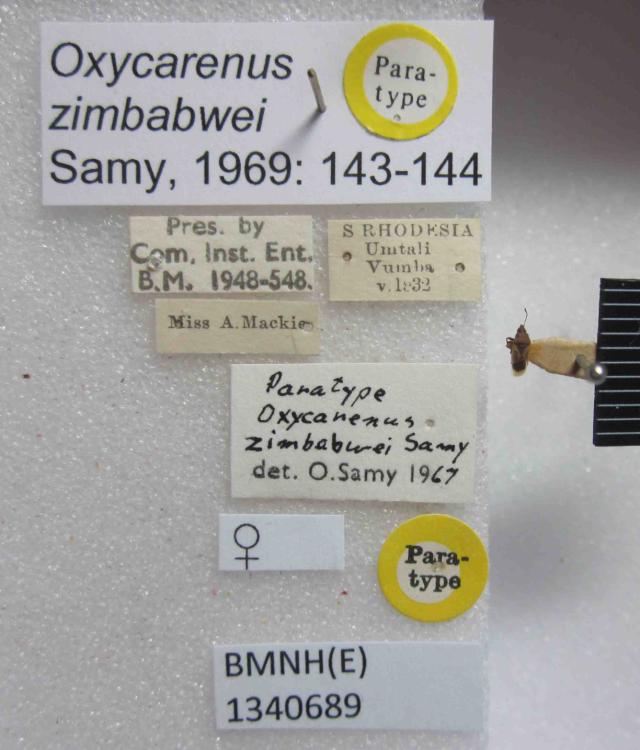 Oxycarenus
zimbabwei
Samy, 1969: 143-144
Para-
type
Pres. by
Com. Inst. Ent.
B.M. 1948-548.
S RHODESIA
Umtali
Vumba
v.1932
Miss A. Mackie
Paratype
Oxycarenus
zimbabwei Samy
det. O.Samy 1967
♀
Para-
type
BMNH(E)
1340689